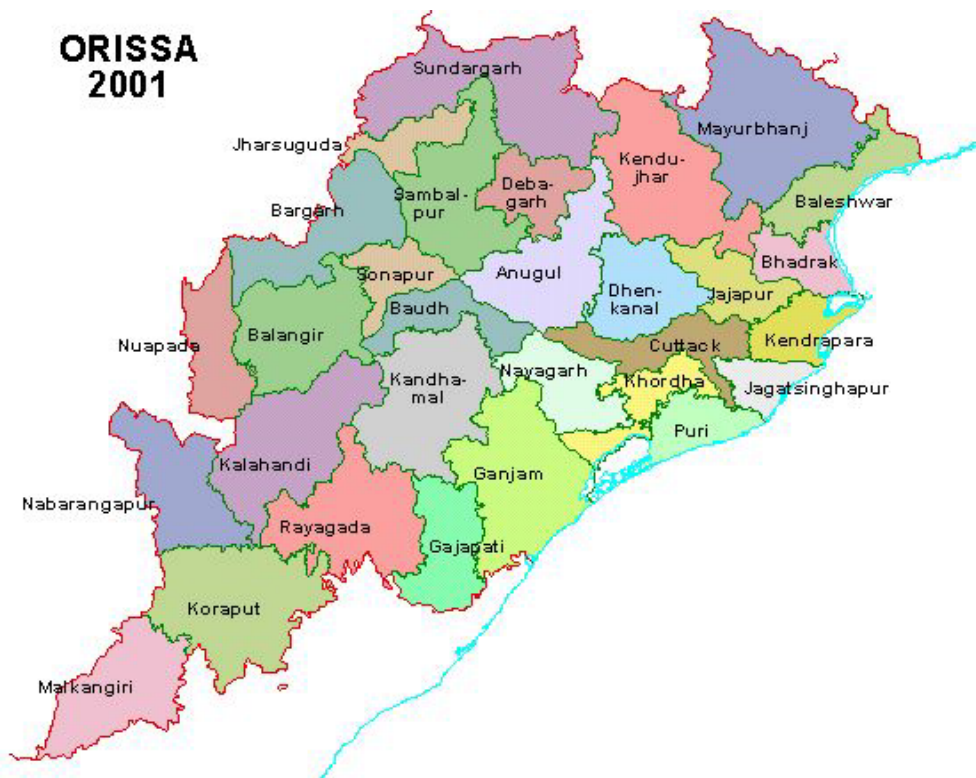 ORISSA
2001
Sundargarh
Mayurbhanj
Jharsuguda
Kendu-
jhar
Deba-
garh
Sambal-
pur
Baleshwar
Bargarh
Bhadrak
Sonapur
Anugul
Dhen-
kanal
Jajapur
Baudh
Balangir
Nuapada
Cuttack
Kendrapara
Nayagarh
Khordha
Jagatsinghapur
Kandha-
mal
Puri
Kalahandi
Ganjam
Nabarangapur
Rayagada
Gajapati
Koraput
Malkangiri